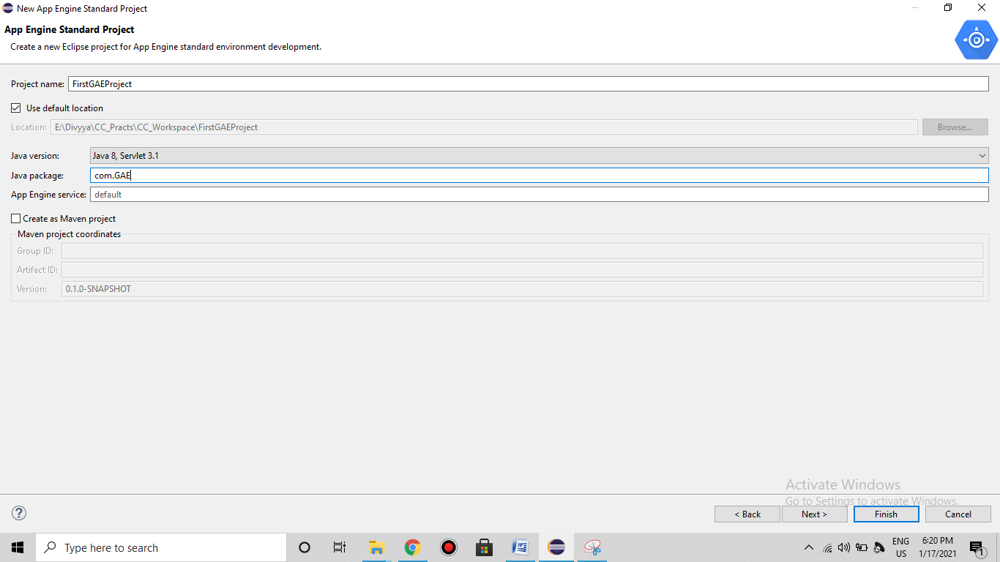 New App Engine Standard Project
App Engine Standard Project
Create a new Eclipse project for App Engine standard environment development.
Project name: FirstGAEProject
Use default location
Location: E:\Divyya\CC_Practs\CC_Workspace\FirstGAEProject Browse...
Java version: Java 8, Servlet 3.1
Java package: com.GAE
App Engine service: default
Create as Maven project
Maven project coordinates
Group ID:
Artifact ID:
Version: 0.1.0-SNAPSHOT
Activate Windows
Go to Settings to activate Windows.
? < Back Next > Finish Cancel
Type here to search
ENG 6:20 PM
US 1/17/2021 1